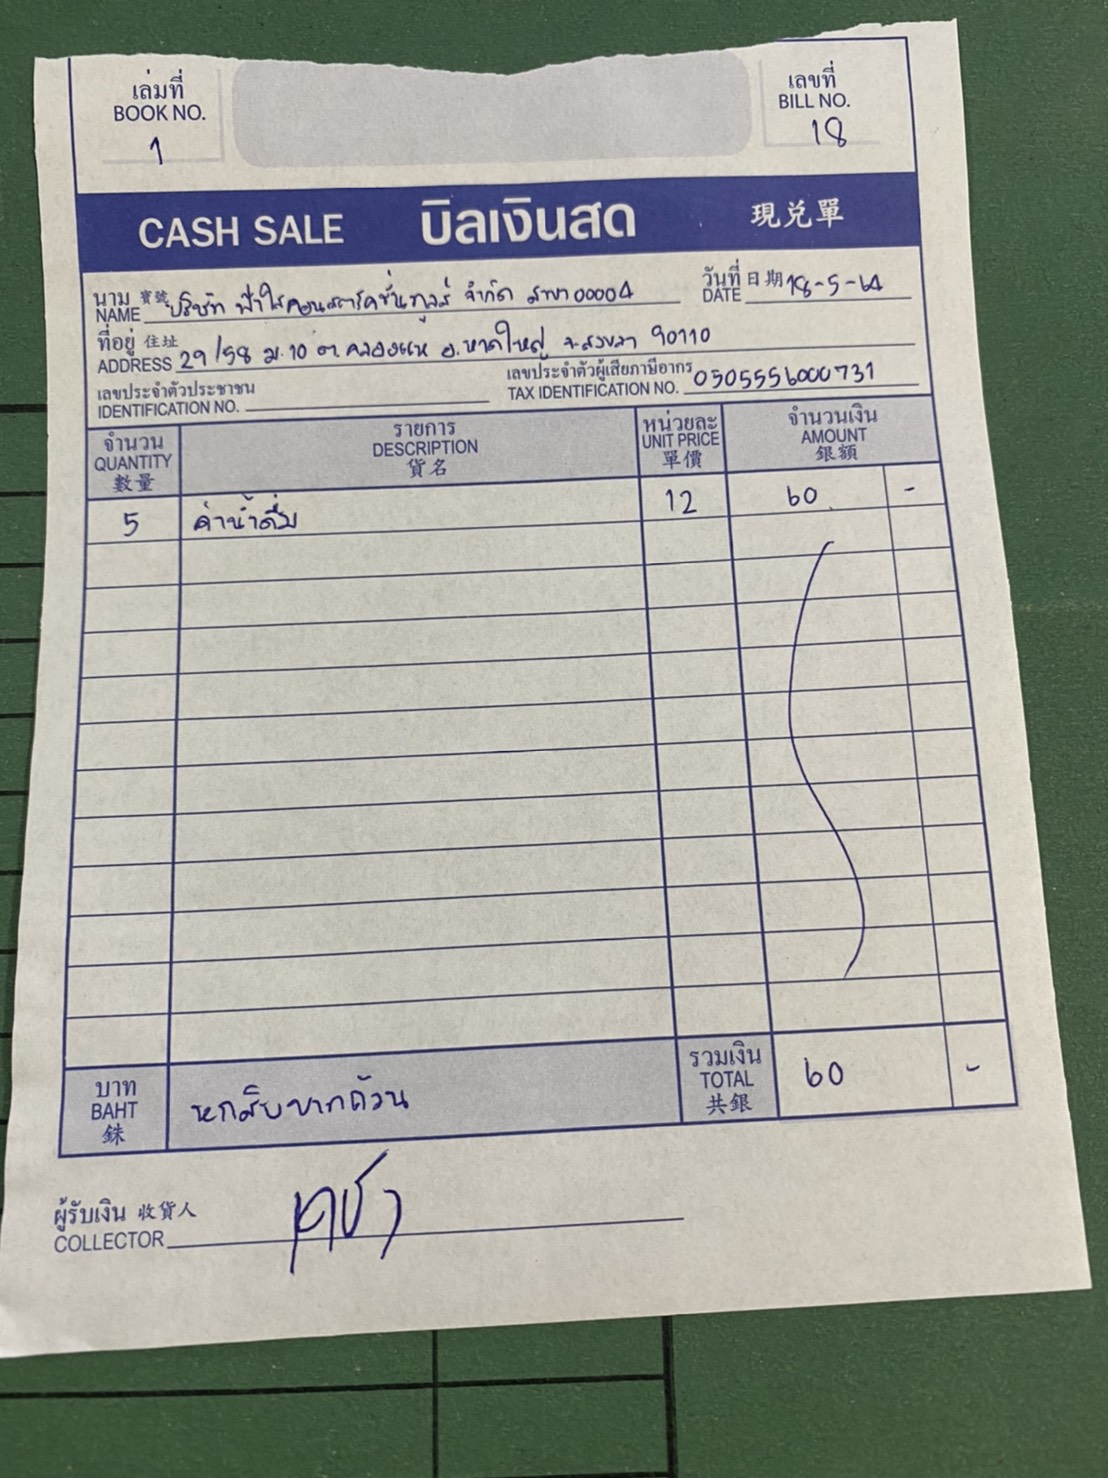 เล่มที่ เลขที่
BOOK NO. BILL NO.
1 18
CASH SALE บิลเงินสด 現兌單
นาม 寶號 บริษัท ฟ้าใสคอนสตรัคชั่นทูลส์ จำกัด สาขา 00004 วันที่ 日期 18-5-64
NAME DATE
ที่อยู่ 住址 29/58 ม.10 ต.คลองแห อ.หาดใหญ่ จ.สงขลา 90110
ADDRESS
เลขประจำตัวประชาชน เลขประจำตัวผู้เสียภาษีอากร 0505556000731
IDENTIFICATION NO. TAX IDENTIFICATION NO.
จำนวน รายการ หน่วยละ จำนวนเงิน
QUANTITY DESCRIPTION UNIT PRICE AMOUNT
數量 貨名 單價 銀額
5 ค่าน้ำดื่ม 12 60 -
บาท รวมเงิน
BAHT หกสิบบาทถ้วน TOTAL 60 -
銖 共銀
ผู้รับเงิน 收貨人
COLLECTOR